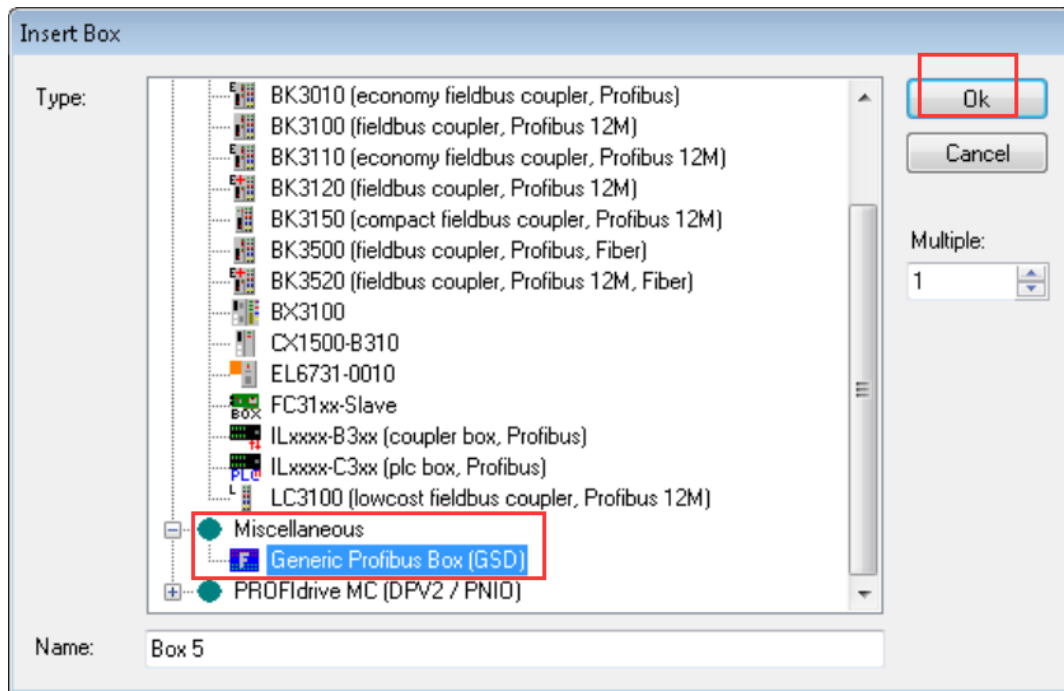 Insert Box
Type:
BK3010 (economy fieldbus coupler, Profibus)
BK3100 (fieldbus coupler, Profibus 12M)
BK3110 (economy fieldbus coupler, Profibus 12M)
BK3120 (fieldbus coupler, Profibus 12M)
BK3150 (compact fieldbus coupler, Profibus 12M)
BK3500 (fieldbus coupler, Profibus, Fiber)
BK3520 (fieldbus coupler, Profibus 12M, Fiber)
BX3100
CX1500-B310
EL6731-0010
BOX FC31xx-Slave
ILxxxx-B3xx (coupler box, Profibus)
PLC ILxxxx-C3xx (plc box, Profibus)
L LC3100 (lowcost fieldbus coupler, Profibus 12M)
Miscellaneous
F Generic Profibus Box (GSD)
PROFIdrive MC (DPV2 / PNIO)
Ok
Cancel
Multiple:
1
Name:
Box 5